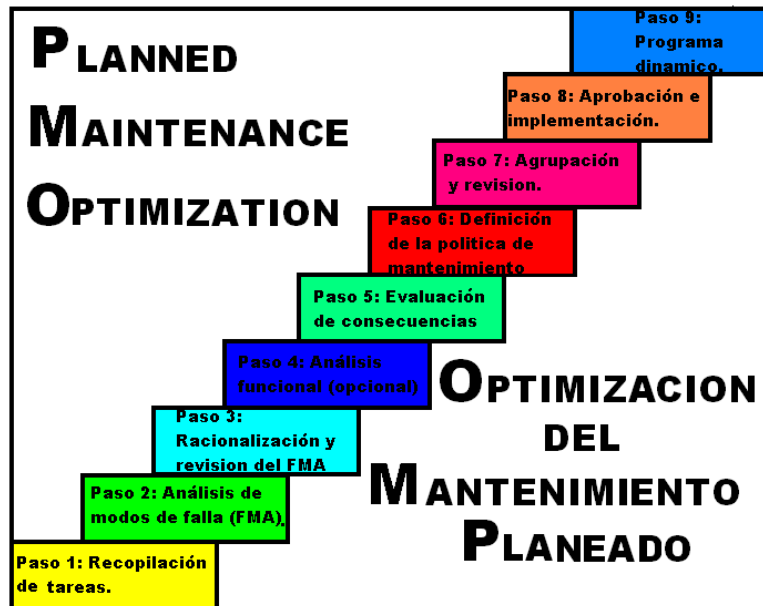 PLANNED
MAINTENANCE
OPTIMIZATION
Paso 9:
Programa
dinamico.
Paso 8: Aprobación e
implementación.
Paso 7: Agrupación
y revision.
Paso 6: Definición
de la politica de
mantenimiento
Paso 5: Evaluación
de consecuencias
Paso 4: Análisis
funcional (opcional)
Paso 3:
Racionalización y
revision del FMA
Paso 2: Análisis de
modos de falla (FMA).
Paso 1: Recopilación
de tareas.
OPTIMIZACION
DEL
MANTENIMIENTO
PLANEADO